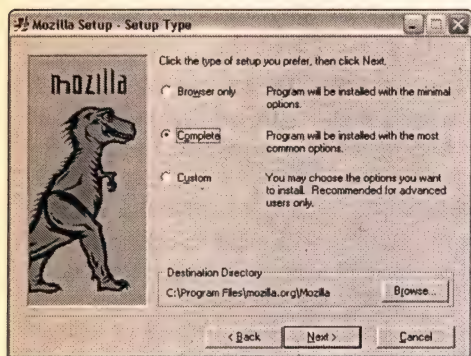 Mozilla Setup - Setup Type
Click the type of setup you prefer, then click Next.
mozilla
Browser only
Program will be installed with the minimal
options.
Complete
Program will be installed with the most
common options.
Custom
You may choose the options you want
to install. Recommended for advanced
users only.
Destination Directory
C:\Program Files\mozilla.org\Mozilla
Browse...
< Back
Next >
Cancel